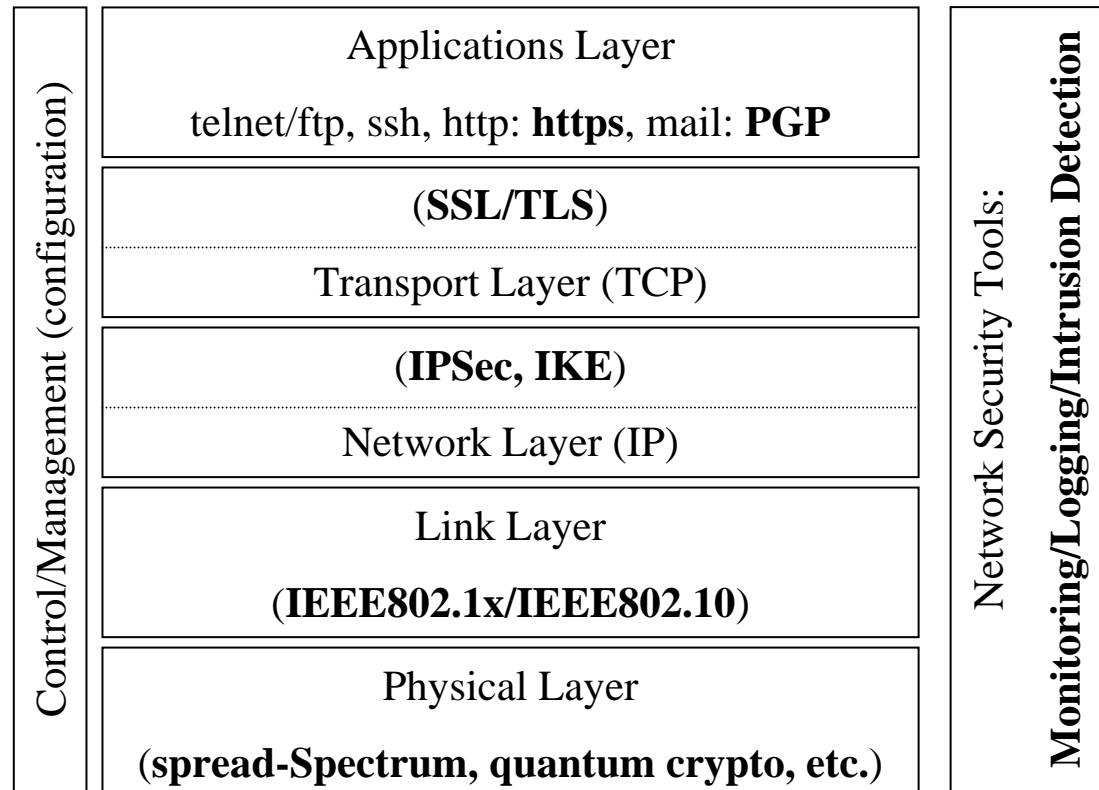 Control/Management (configuration)
Applications Layer
telnet/ftp, ssh, http: https, mail: PGP
(SSL/TLS)
Transport Layer (TCP)
(IPSec, IKE)
Network Layer (IP)
Link Layer
(IEEE802.1x/IEEE802.10)
Physical Layer
(spread-Spectrum, quantum crypto, etc.)
Network Security Tools:
Monitoring/Logging/Intrusion Detection